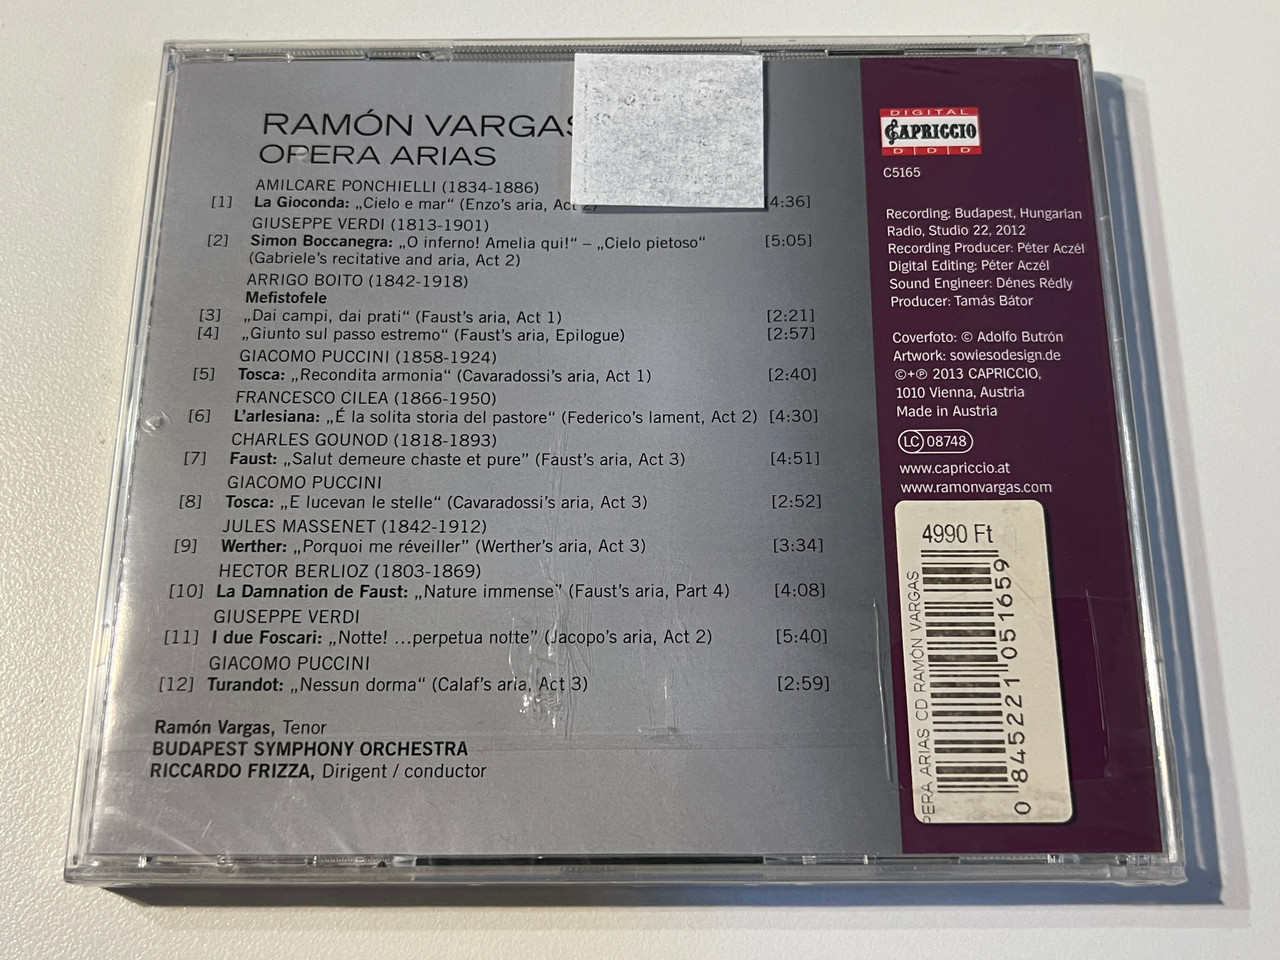 RAMÓN VARGAS
OPERA ARIAS
AMILCARE PONCHIELLI (1834-1886)
[1] La Gioconda: „Cielo e mar“ (Enzo's aria, Act 2) [4:36]
GIUSEPPE VERDI (1813-1901)
[2] Simon Boccanegra: „O inferno! Amelia qui!“ – „Cielo pietoso“ [5:05]
(Gabriele's recitative and aria, Act 2)
ARRIGO BOITO (1842-1918)
Mefistofele
[3] „Dai campi, dai prati“ (Faust's aria, Act 1) [2:21]
[4] „Giunto sul passo estremo“ (Faust's aria, Epilogue) [2:57]
GIACOMO PUCCINI (1858-1924)
[5] Tosca: „Recondita armonia“ (Cavaradossi's aria, Act 1) [2:40]
FRANCESCO CILEA (1866-1950)
[6] L'arlesiana: „É la solita storia del pastore“ (Federico's lament, Act 2) [4:30]
CHARLES GOUNOD (1818-1893)
[7] Faust: „Salut demeure chaste et pure” (Faust's aria, Act 3) [4:51]
GIACOMO PUCCINI
[8] Tosca: „E lucevan le stelle“ (Cavaradossi's aria, Act 3) [2:52]
JULES MASSENET (1842-1912)
[9] Werther: „Porquoi me réveiller” (Werther's aria, Act 3) [3:34]
HECTOR BERLIOZ (1803-1869)
[10] La Damnation de Faust: „Nature immense” (Faust's aria, Part 4) [4:08]
GIUSEPPE VERDI
[11] I due Foscari: „Notte! ...perpetua notte” (Jacopo's aria, Act 2) [5:40]
GIACOMO PUCCINI
[12] Turandot: „Nessun dorma“ (Calaf's aria, Act 3) [2:59]
Ramón Vargas, Tenor
BUDAPEST SYMPHONY ORCHESTRA
RICCARDO FRIZZA, Dirigent / conductor
DIGITAL
CAPRICCIO
D D D
C5165
Recording: Budapest, Hungarian
Radio, Studio 22, 2012
Recording Producer: Péter Aczél
Digital Editing: Péter Aczél
Sound Engineer: Dénes Rédly
Producer: Tamás Bátor
Coverfoto: © Adolfo Butrón
Artwork: sowiesodesign.de
©+℗ 2013 CAPRICCIO,
1010 Vienna, Austria
Made in Austria
LC 08748
www.capriccio.at
www.ramonvargas.com
4990 Ft
PERA ARIAS CD RAMÓN VARGAS
0 845221 051659